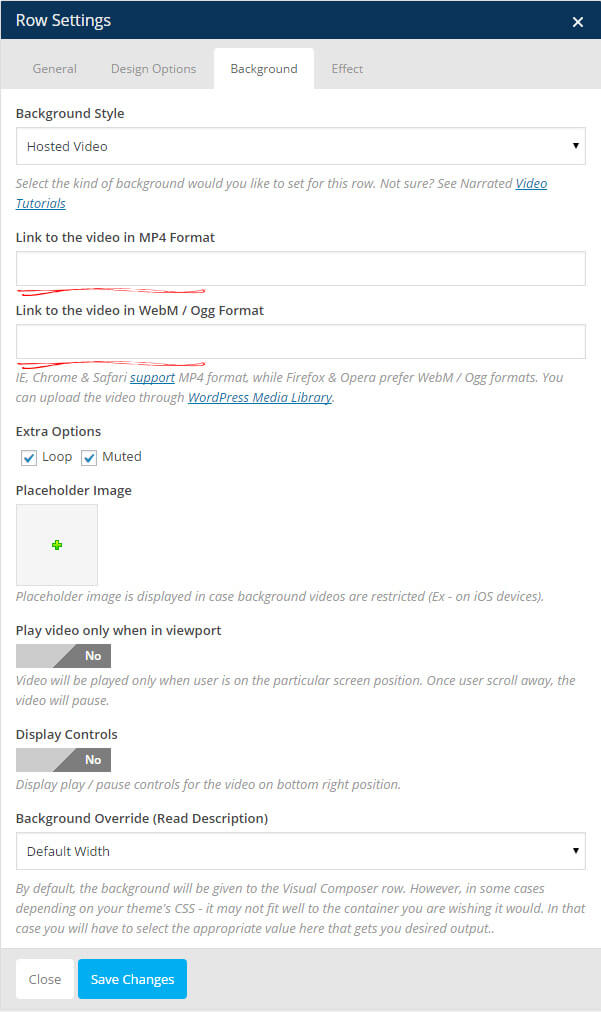 Row Settings ×
General Design Options Background Effect
Background Style
Hosted Video
Select the kind of background would you like to set for this row. Not sure? See Narrated Video
Tutorials
Link to the video in MP4 Format
Link to the video in WebM / Ogg Format
IE, Chrome & Safari support MP4 format, while Firefox & Opera prefer WebM / Ogg formats. You
can upload the video through WordPress Media Library.
Extra Options
Loop Muted
Placeholder Image
Placeholder image is displayed in case background videos are restricted (Ex - on iOS devices).
Play video only when in viewport
No
Video will be played only when user is on the particular screen position. Once user scroll away, the
video will pause.
Display Controls
No
Display play / pause controls for the video on bottom right position.
Background Override (Read Description)
Default Width
By default, the background will be given to the Visual Composer row. However, in some cases
depending on your theme's CSS - it may not fit well to the container you are wishing it would. In that
case you will have to select the appropriate value here that gets you desired output..
Close Save Changes